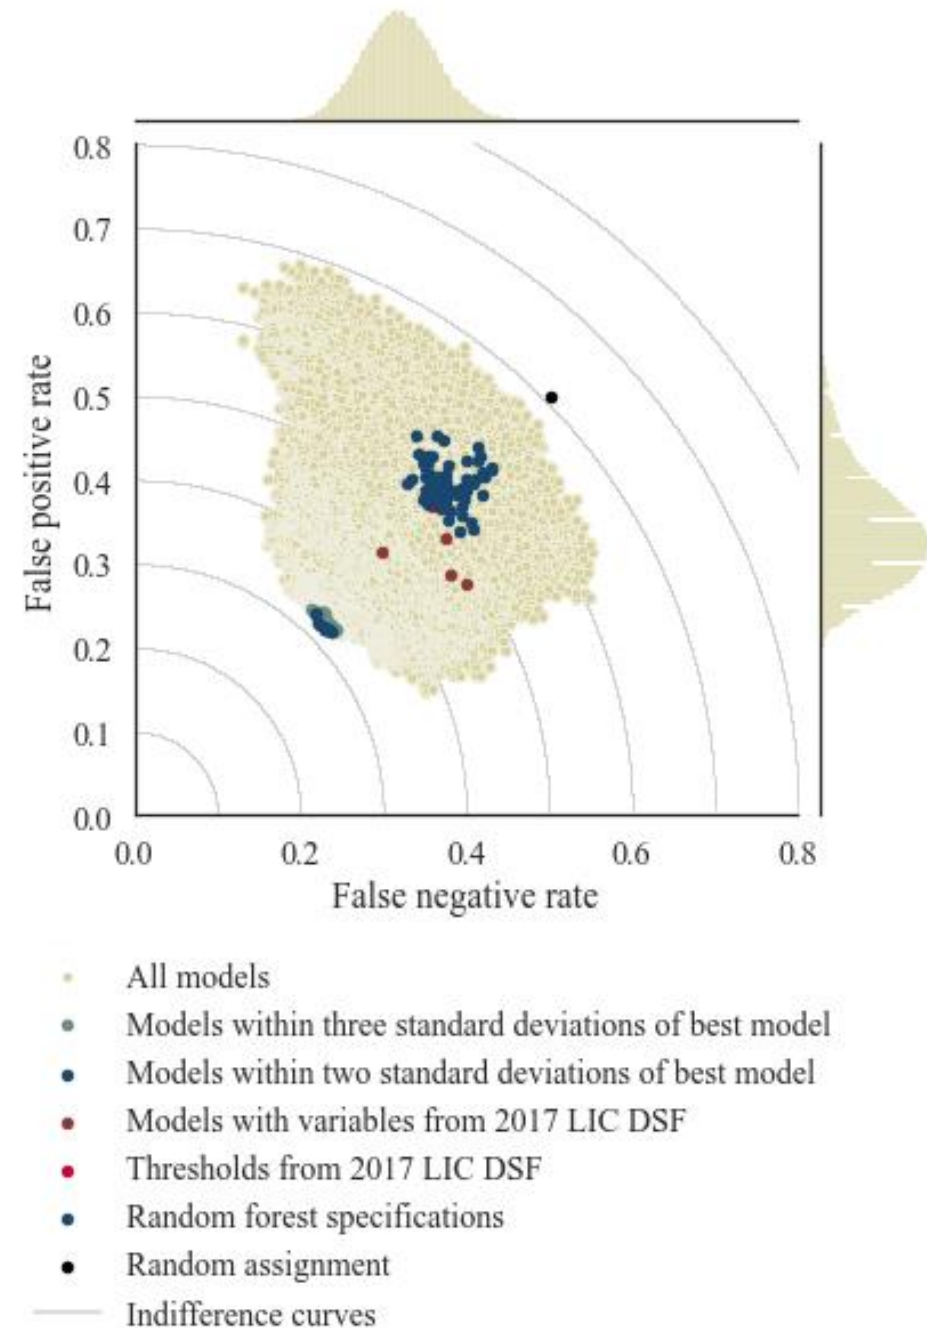 0.8
0.7
0.6
0.5
0.4
0.3
0.2
0.1
0.0
False positive rate
0.0 0.2 0.4 0.6 0.8
False negative rate
All models
Models within three standard deviations of best model
Models within two standard deviations of best model
Models with variables from 2017 LIC DSF
Thresholds from 2017 LIC DSF
Random forest specifications
Random assignment
Indifference curves